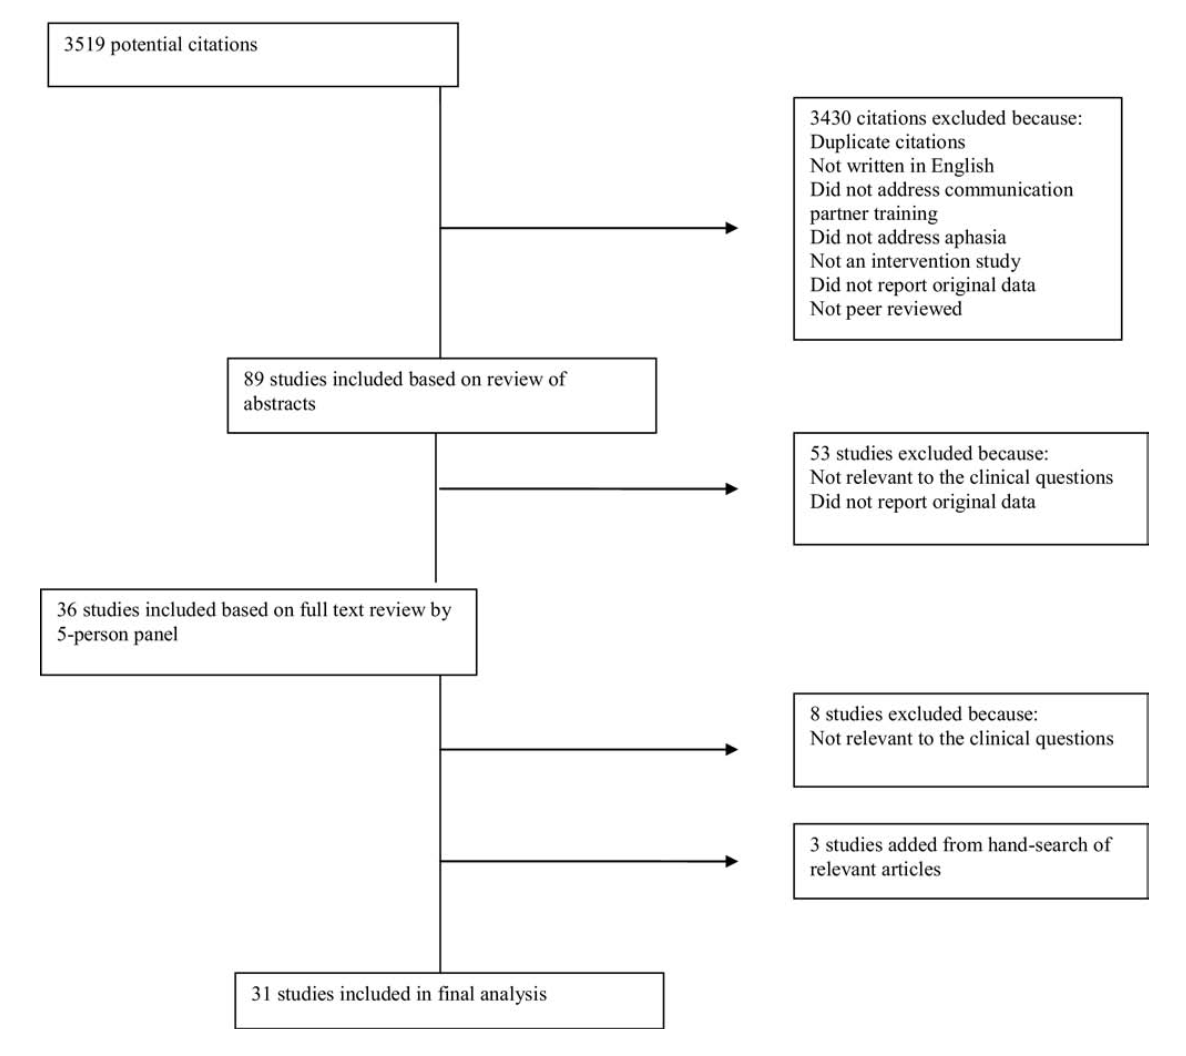 3519 potential citations
3430 citations excluded because:
Duplicate citations
Not written in English
Did not address communication
partner training
Did not address aphasia
Not an intervention study
Did not report original data
Not peer reviewed
89 studies included based on review of
abstracts
53 studies excluded because:
Not relevant to the clinical questions
Did not report original data
36 studies included based on full text review by
5-person panel
8 studies excluded because:
Not relevant to the clinical questions
3 studies added from hand-search of
relevant articles
31 studies included in final analysis